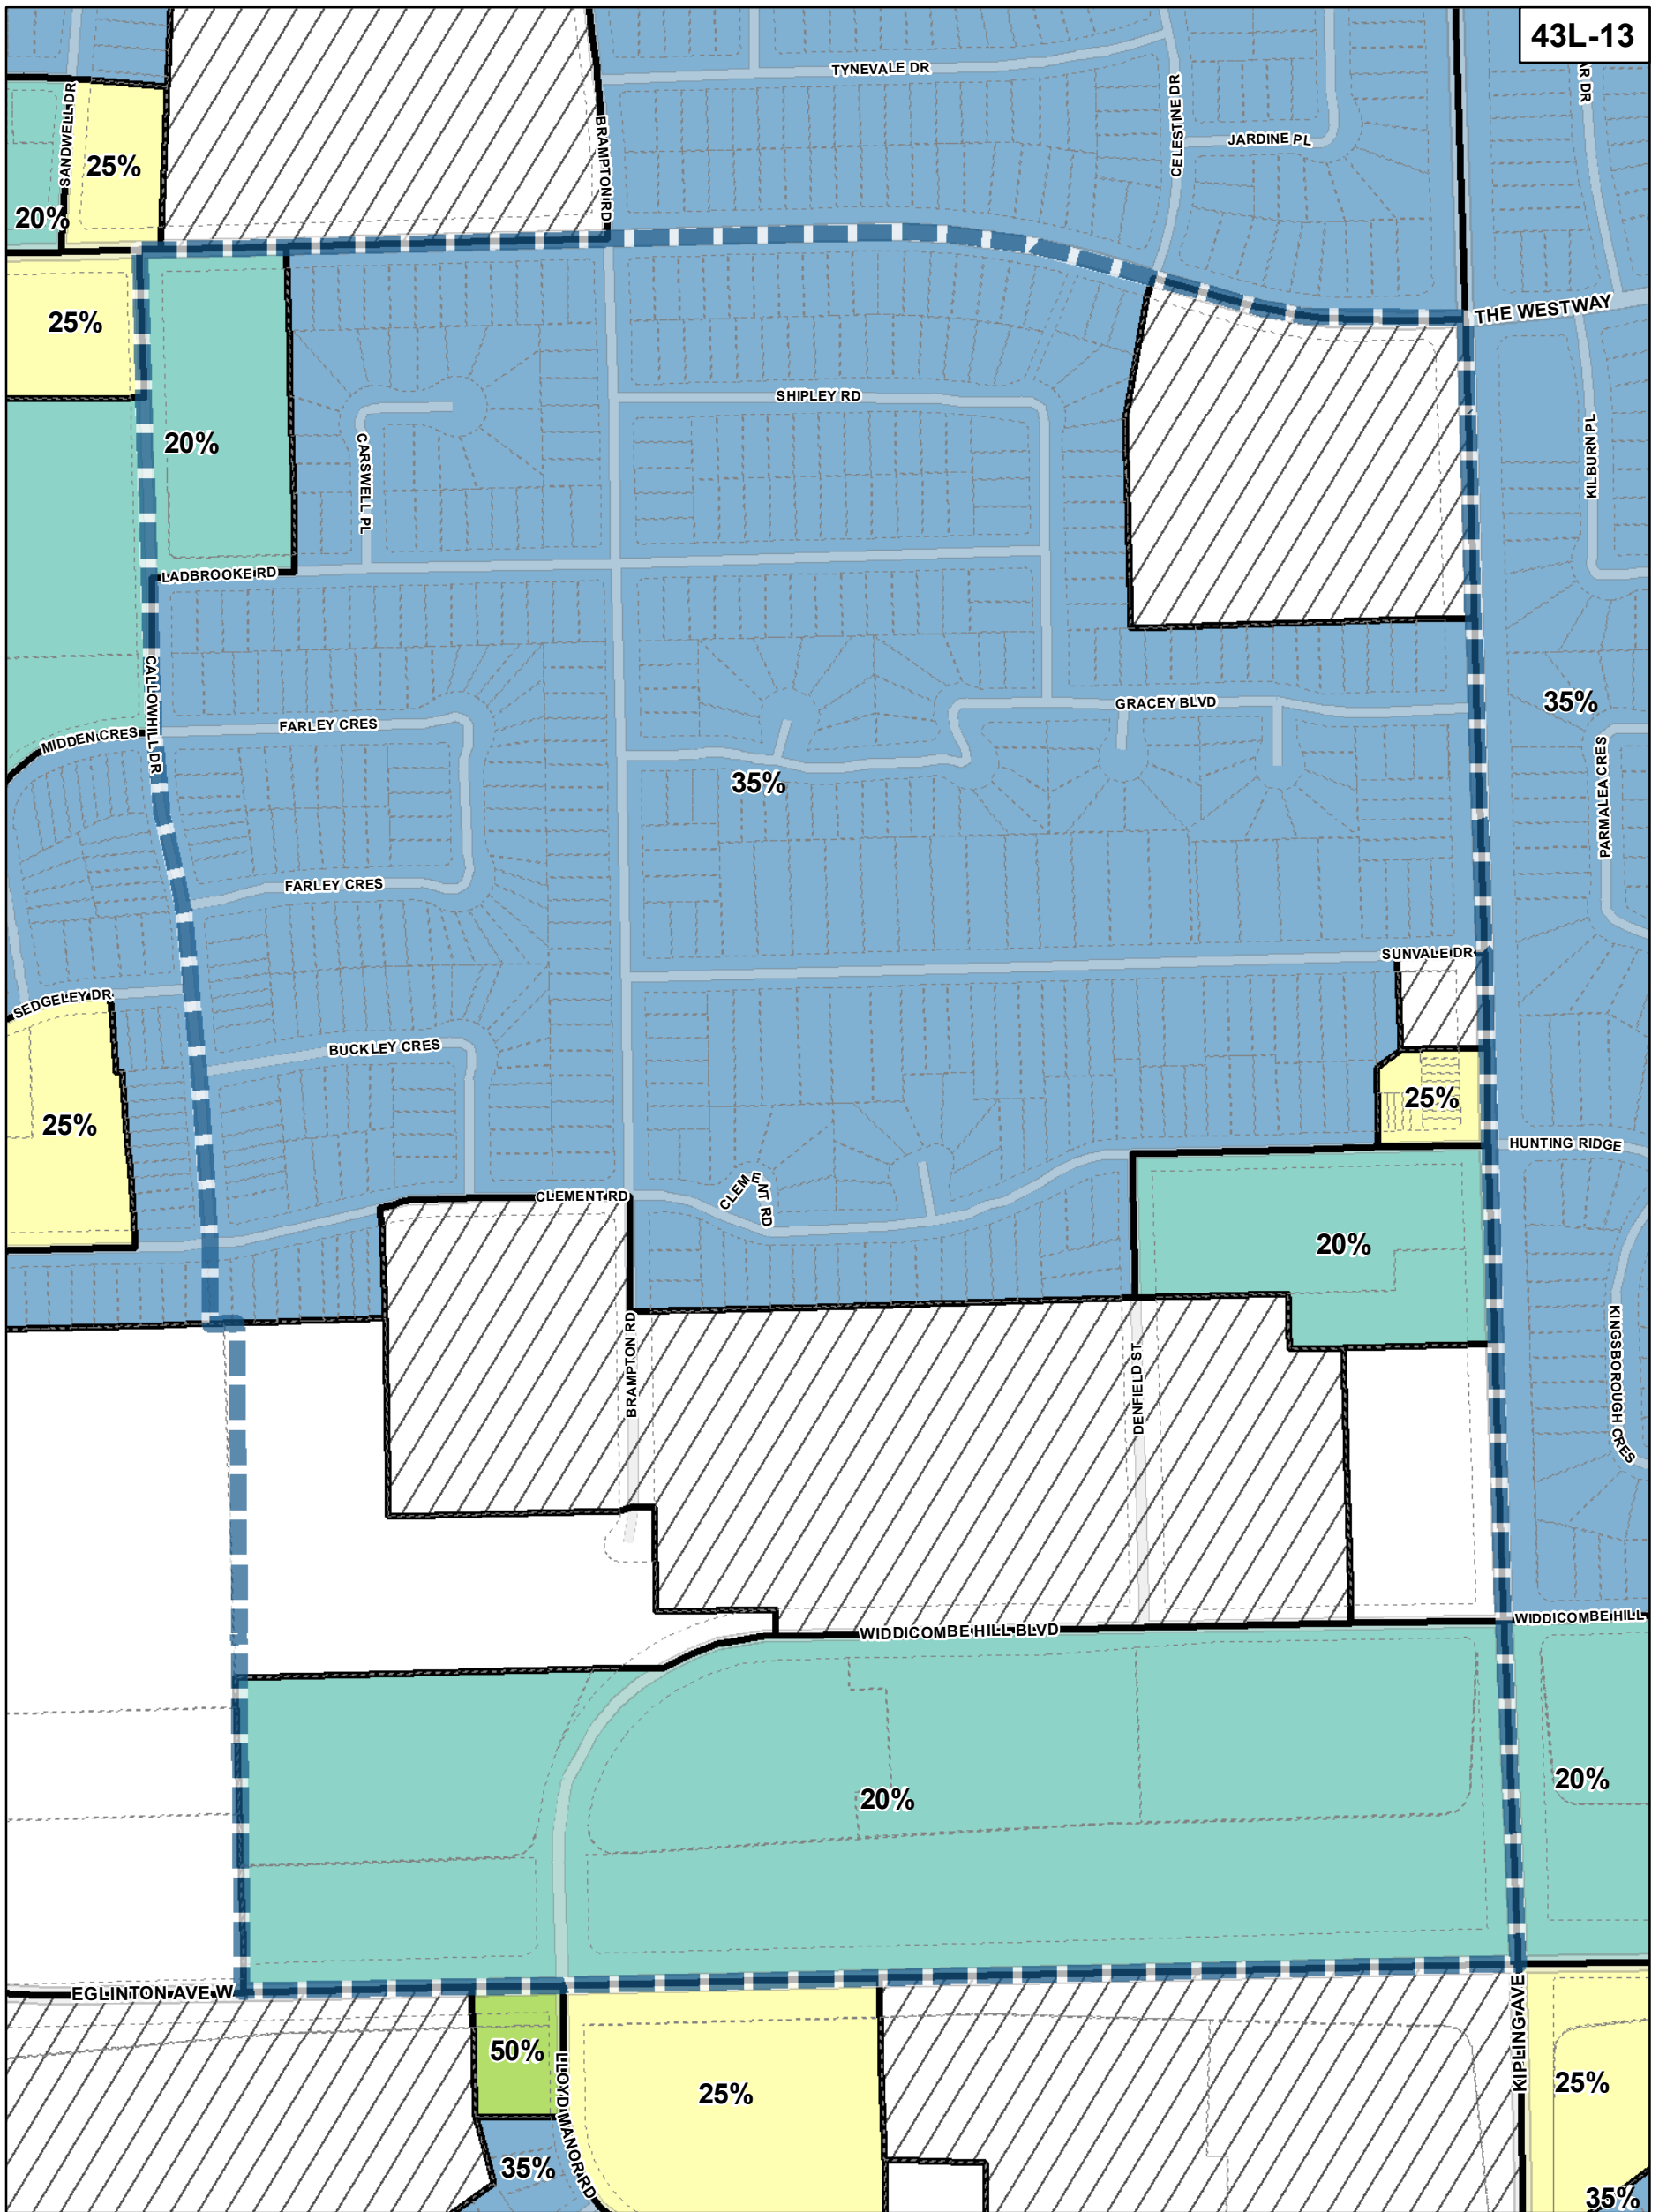 43L-13
TYNEVALE DR
R DR
SANDWELL DR
25%
BRAMPTON RD
CELESTINE DR
JARDINE PL
20%
25%
THE WESTWAY
20%
SHIPLEY RD
CARSWELL PL
KILBURN PL
LADBROOKE RD
CALLOWHILL DR
MIDDEN CRES
FARLEY CRES
GRACEY BLVD
35%
35%
PARMALEA CRES
FARLEY CRES
SUNVALE DR
SEDGELEY DR
BUCKLEY CRES
25%
25%
HUNTING RIDGE
CLEMENT RD
CLEMENT RD
20%
BRAMPTON RD
DENFIELD ST
KINGSBOROUGH CRES
WIDDICOMBE HILL BLVD
WIDDICOMBE HILL
20%
20%
EGLINTON AVE W
KIPLING AVE
50%
LLOYD MANOR RD
25%
25%
35%
35%